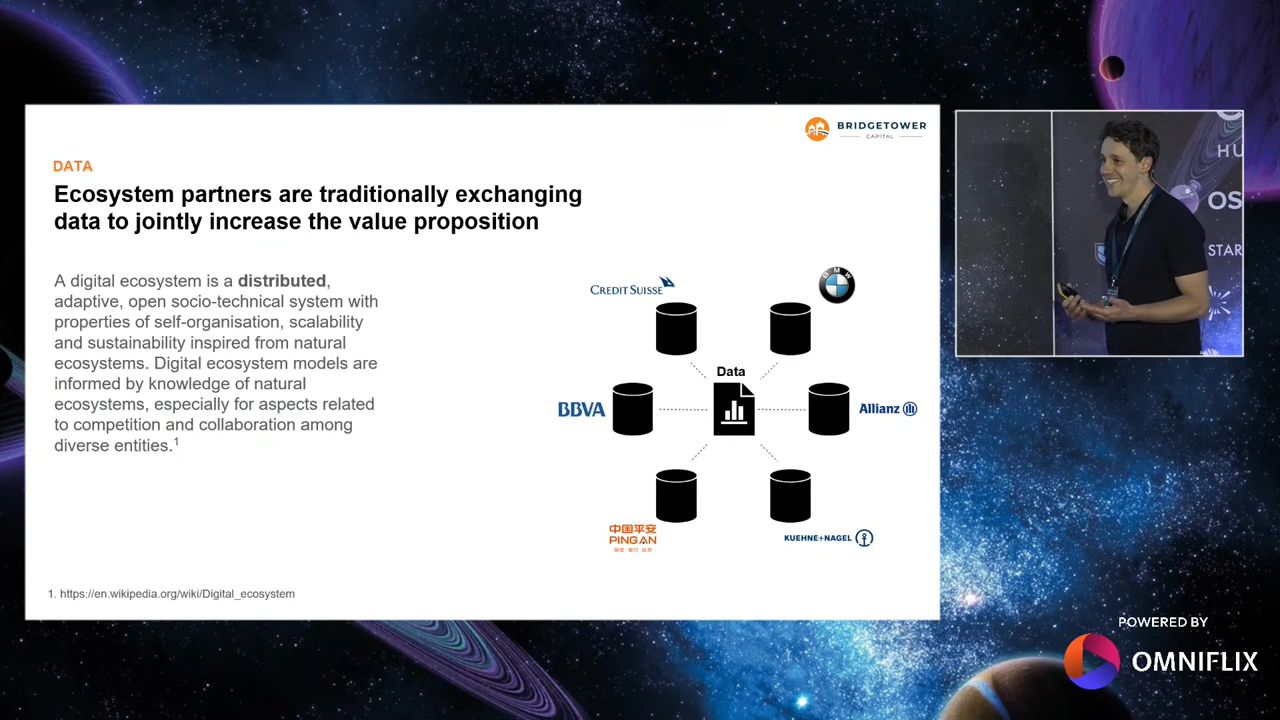 BRIDGETOWER
CAPITAL
DATA
Ecosystem partners are traditionally exchanging
data to jointly increase the value proposition
A digital ecosystem is a distributed,
adaptive, open socio-technical system with
properties of self-organisation, scalability
and sustainability inspired from natural
ecosystems. Digital ecosystem models are
informed by knowledge of natural
ecosystems, especially for aspects related
to competition and collaboration among
diverse entities.1
CREDIT SUISSE
BMW
Data
BBVA
Allianz
中国平安
PING AN
KUEHNE+NAGEL
1. https://en.wikipedia.org/wiki/Digital_ecosystem
HU
OS
STAR
POWERED BY
OMNIFLIX